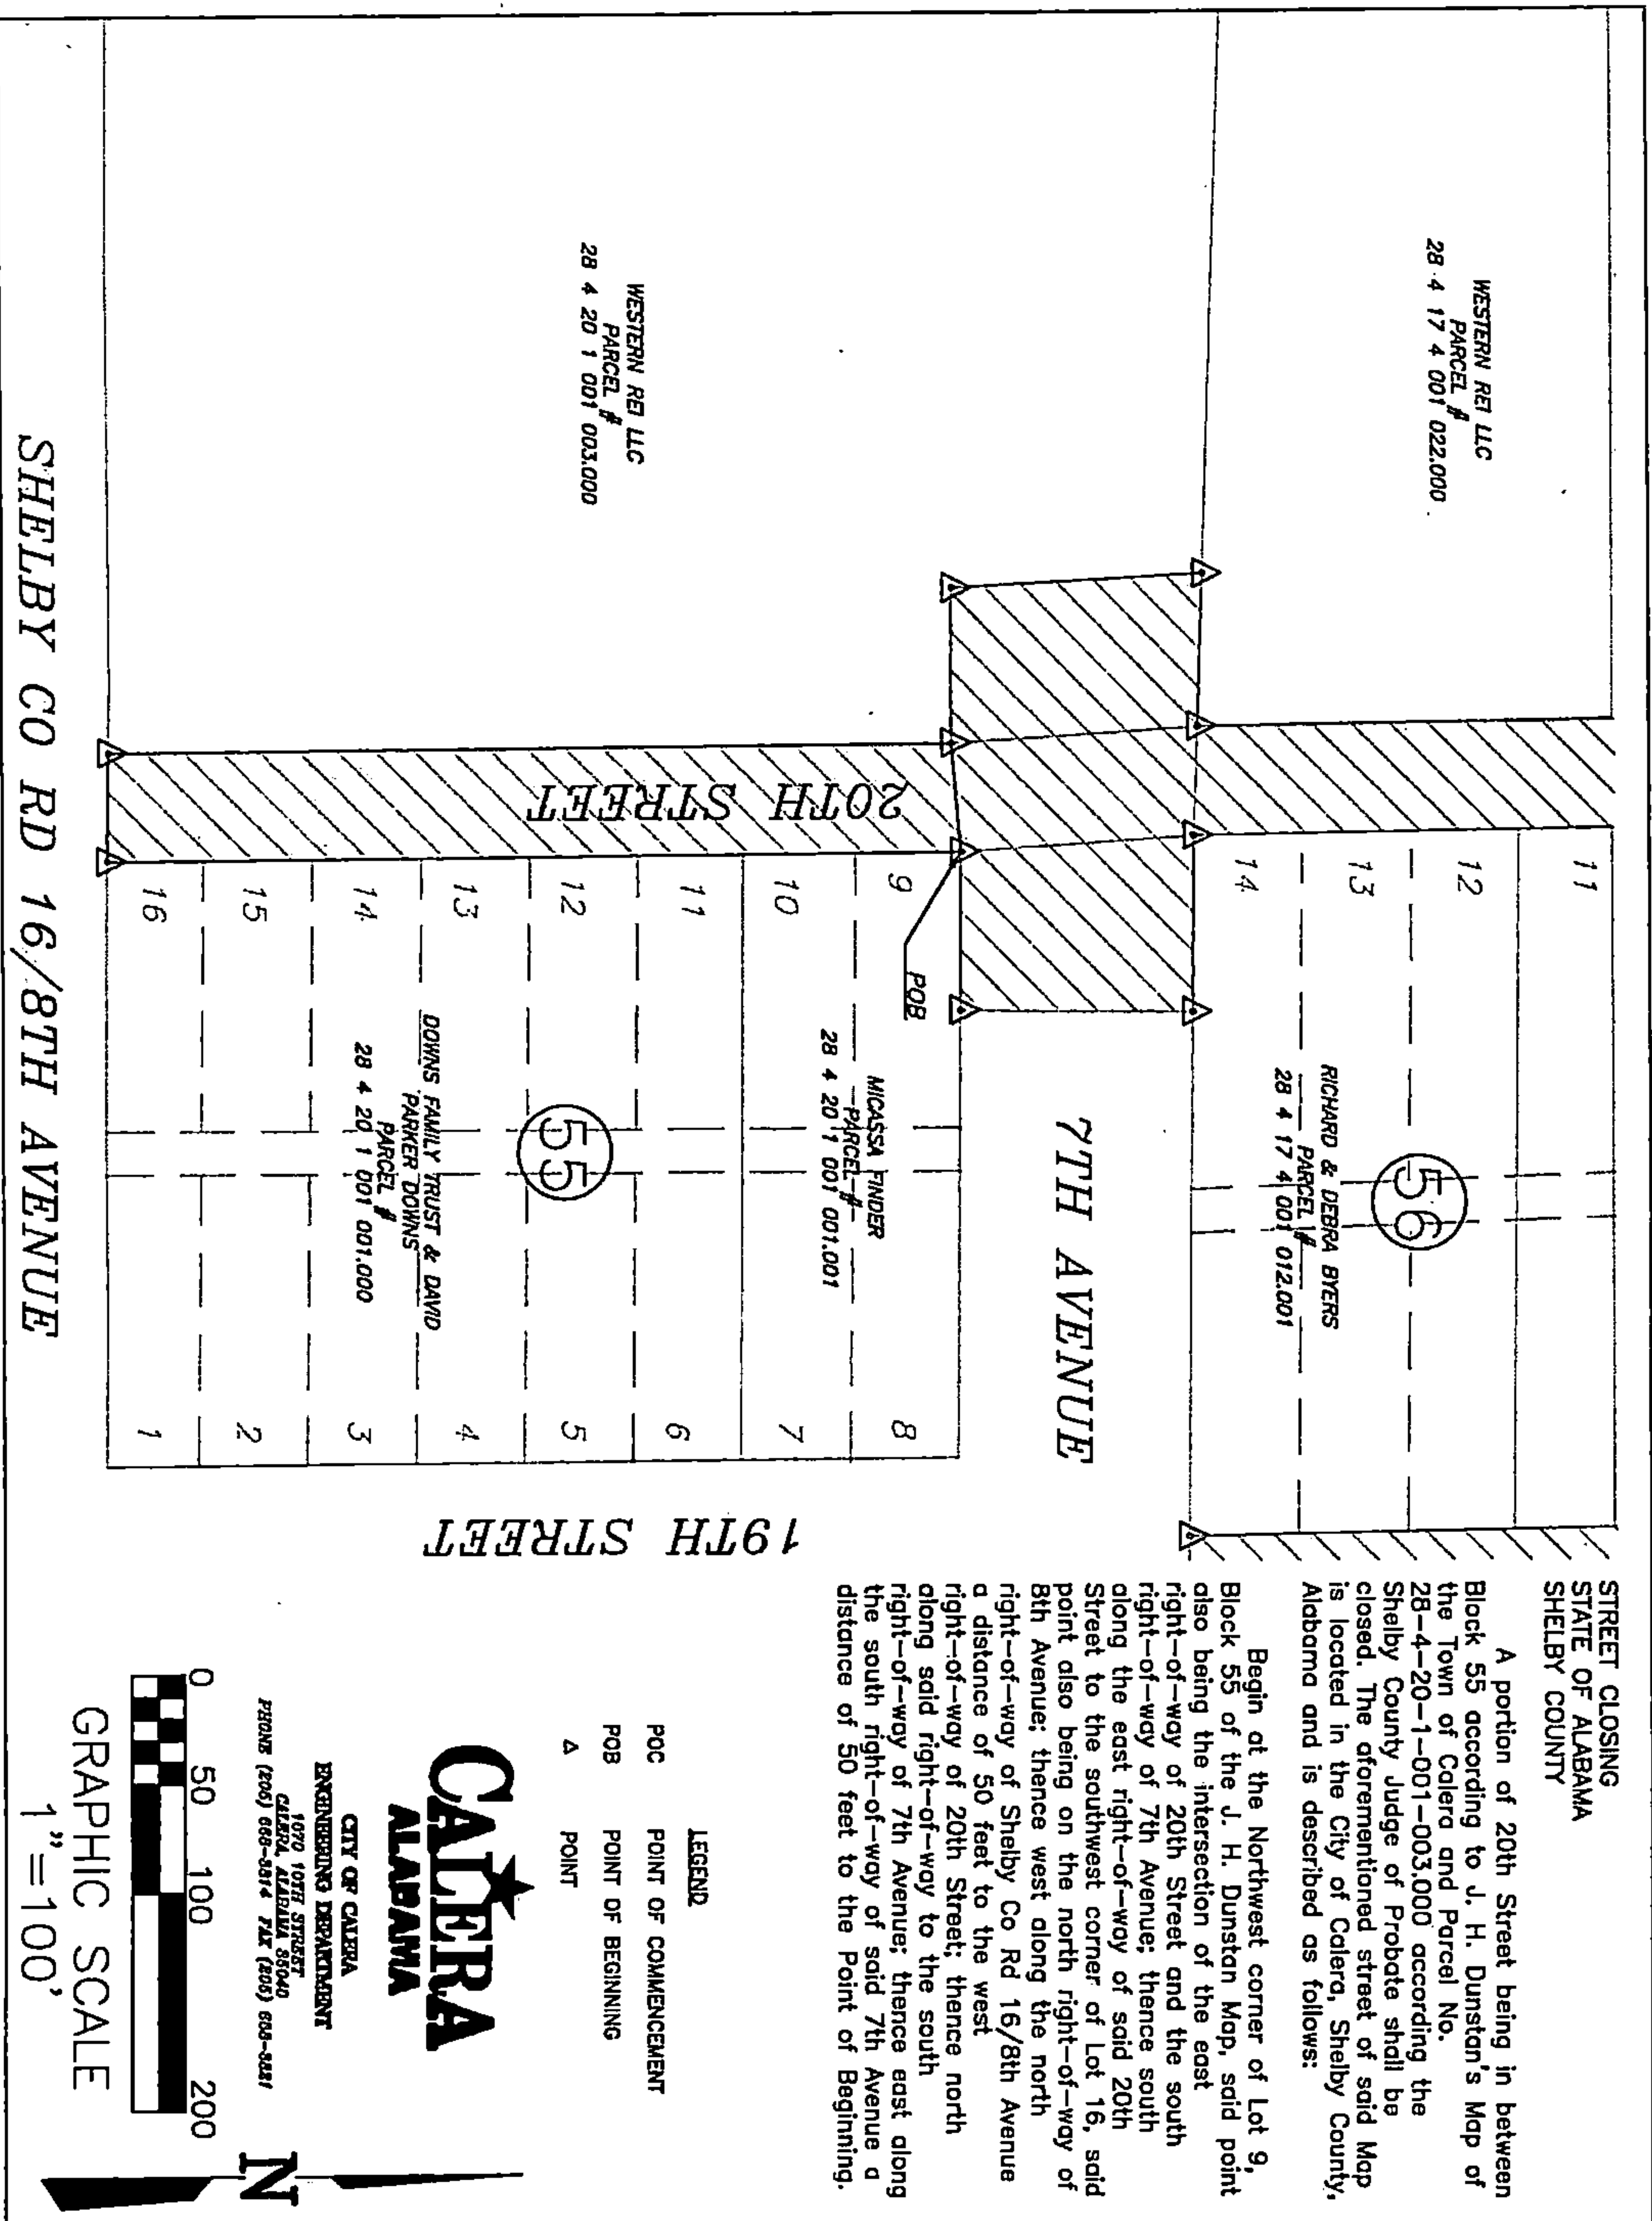 STREET CLOSING
STATE OF ALABAMA
SHELBY COUNTY
A portion of 20th Street being in between
Block 55 according to J. H. Dunstan's Map of
the Town of Calera and Parcel No.
28-4-20-1-001-003.000 according the
Shelby County Judge of Probate shall be
closed. The aforementioned street of said Map
is located in the City of Calera, Shelby County,
Alabama and is described as follows:
Begin at the Northwest corner of Lot 9,
Block 55 of the J. H. Dunstan Map, said point
also being the intersection of the east
right-of-way of 20th Street and the south
right-of-way of 7th Avenue; thence south
along the east right-of-way of said 20th
Street to the southwest corner of Lot 16, said
point also being on the north right-of-way of
8th Avenue; thence west along the north
right-of-way of Shelby Co Rd 16/8th Avenue
a distance of 50 feet to the west
right-of-way of 20th Street; thence north
along said right-of-way to the south
right-of-way of 7th Avenue; thence east along
the south right-of-way of said 7th Avenue a
distance of 50 feet to the Point of Beginning.
WESTERN REI LLC
PARCEL #
28 4 17 4 001 022.000
11
12
13
14
56
RICHARD & DEBRA BYERS
PARCEL #
28 4 17 4 001 012.001
7TH AVENUE
POB
WESTERN REI LLC
PARCEL #
28 4 20 1 001 003.000
20TH STREET
9
10
11
12
13
14
15
16
MICASSA FINDER
PARCEL #
28 4 20 1 001 001.001
55
DOWNS FAMILY TRUST & DAVID
PARKER DOWNS
PARCEL #
28 4 20 1 001 001.000
8
7
6
5
4
3
2
1
19TH STREET
SHELBY CO RD 16/8TH AVENUE
LEGEND
POC POINT OF COMMENCEMENT
POB POINT OF BEGINNING
Δ POINT
CALERA
ALABAMA
CITY OF CALERA
ENGINEERING DEPARTMENT
1070 10TH STREET
CALERA, ALABAMA 35040
PHONE (205) 668-3814 FAX (205) 668-3821
0 50 100 200
GRAPHIC SCALE
1"=100'
N